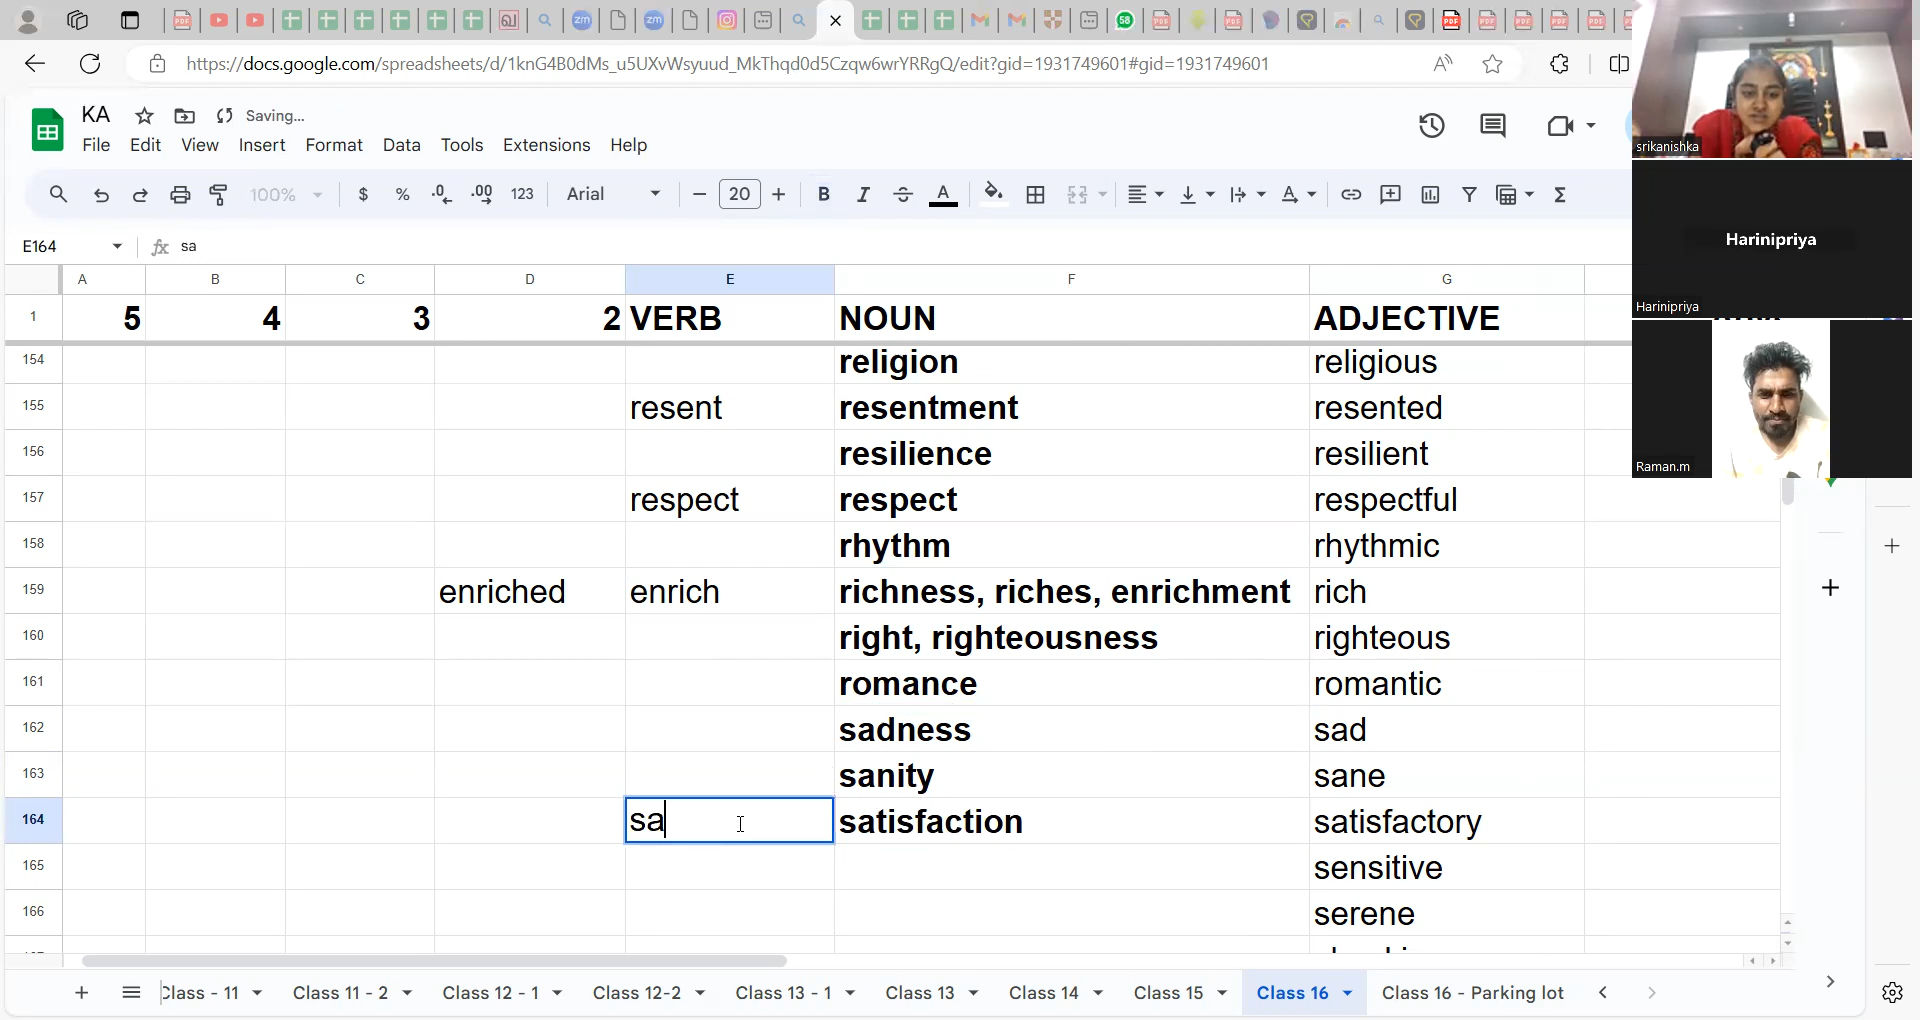 58
https://docs.google.com/spreadsheets/d/1knG4B0dMs_u5UXvWsyuud_MkThqd0d5Czqw6wrYRRgQ/edit?gid=1931749601#gid=1931749601
KA Saving...
File Edit View Insert Format Data Tools Extensions Help
100% $ % .0 .00 123 Arial 20 B I A Σ
E164 fx sa
A B C D E F G
1 5 4 3 2 VERB NOUN ADJECTIVE
154 religion religious
155 resent resentment resented
156 resilience resilient
157 respect respect respectful
158 rhythm rhythmic
159 enriched enrich richness, riches, enrichment rich
160 right, righteousness righteous
161 romance romantic
162 sadness sad
163 sanity sane
164 sa satisfaction satisfactory
165 sensitive
166 serene
Class - 11 Class 11 - 2 Class 12 - 1 Class 12-2 Class 13 - 1 Class 13 Class 14 Class 15 Class 16 Class 16 - Parking lot
srikanishka
Harinipriya
Harinipriya
Raman.m